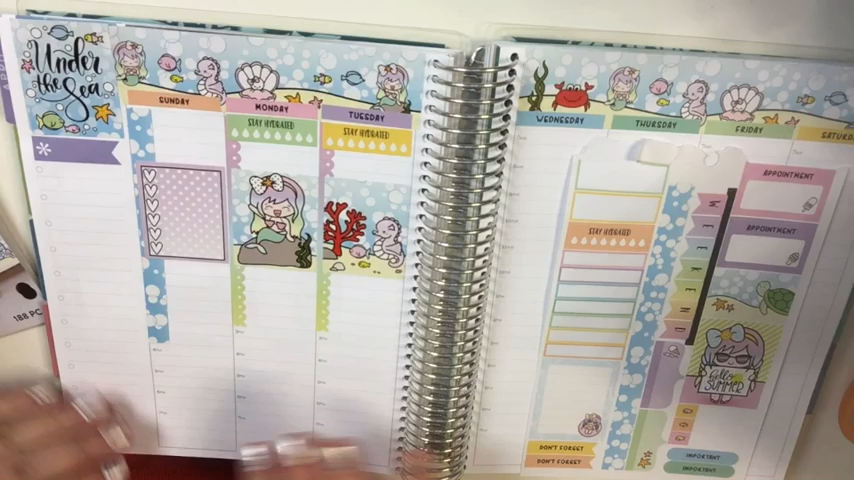 Under
the Sea
SUNDAY
MONDAY
TUESDAY
STAY HYDRATED
STAY HYDRATED
WEDNESDAY
THURSDAY
FRIDAY
SATURDA
STAY HYDRATED
WEEKEND
APPOINTMENT
APPOINTMENT
Hello
SUMMER
DON'T FORGET
DON'T FORGET
IMPORTANT
IMPORTANT
188 PC